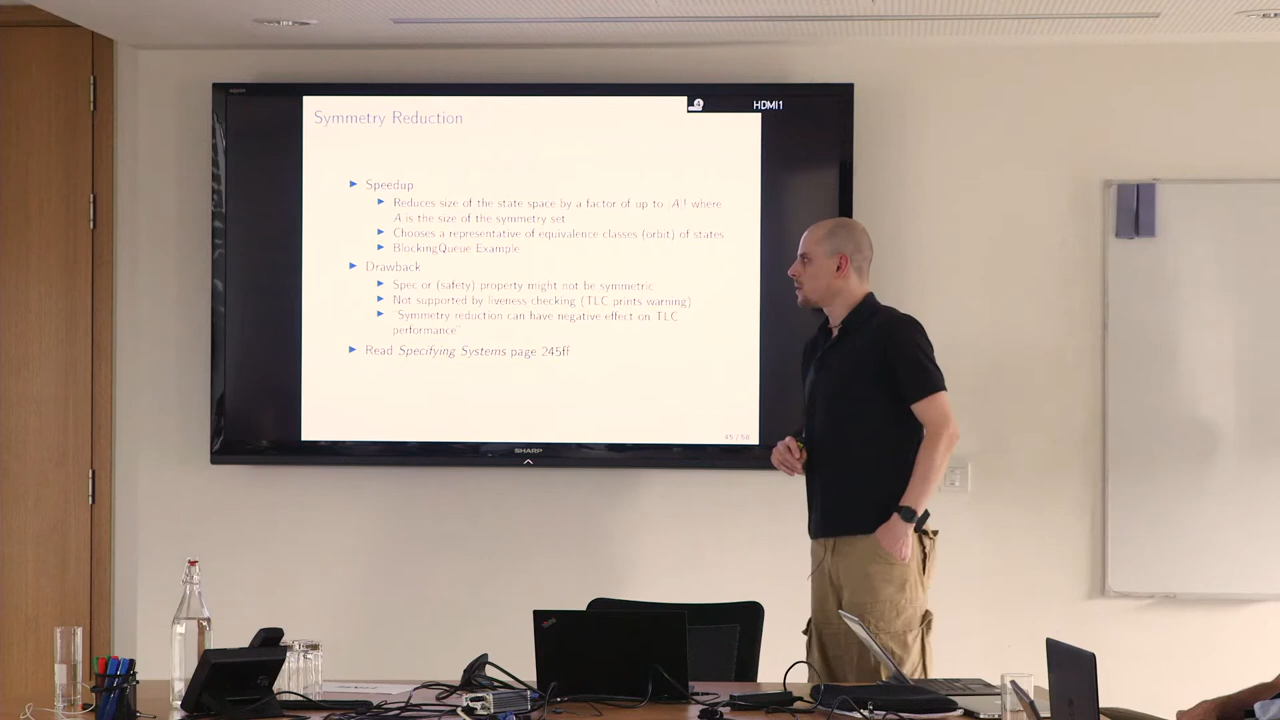 HDMI1
Symmetry Reduction
Speedup
Reduces size of the state space by a factor of up to |A|! where
A is the size of the symmetry set
Chooses a representative of equivalence classes (orbit) of states
BlockingQueue Example
Drawback
Spec or (safety) property might not be symmetric
Not supported by liveness checking (TLC prints warning)
"Symmetry reduction can have negative effect on TLC
performance"
Read Specifying Systems page 245ff
SHARP